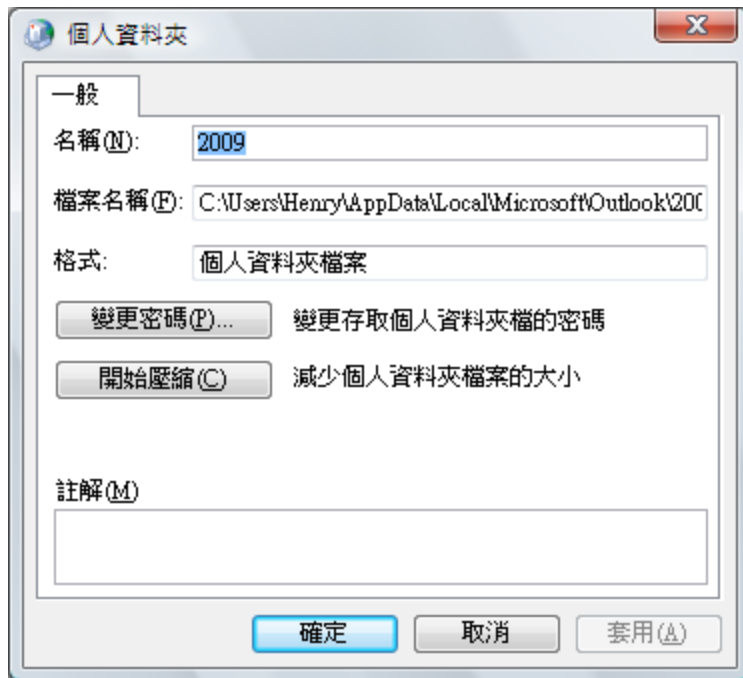 個人資料夾
一般
名稱(N): 2009
檔案名稱(F): C:\Users\Henry\AppData\Local\Microsoft\Outlook\200
格式: 個人資料夾檔案
變更密碼(P)... 變更存取個人資料夾檔的密碼
開始壓縮(C) 減少個人資料夾檔案的大小
註解(M)
確定 取消 套用(A)